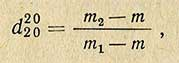 d_{20}^{20} = \frac{m_2 - m}{m_1 - m} ,